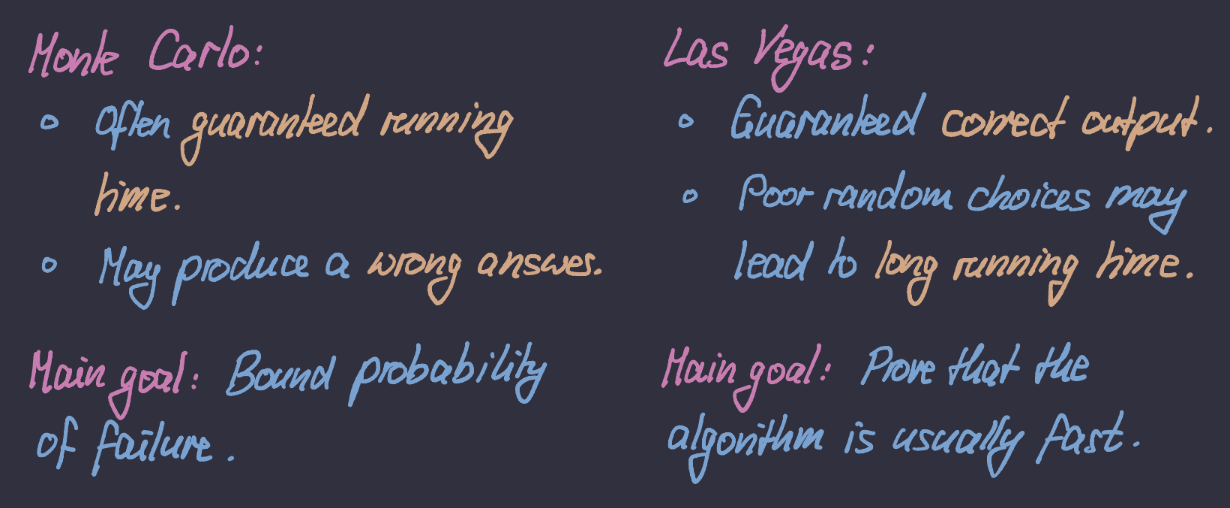 Monte Carlo:
• Often guaranteed running
time.
• May produce a wrong answer.
Main goal: Bound probability
of failure.
Las Vegas:
• Guaranteed correct output.
• Poor random choices may
lead to long running time.
Main goal: Prove that the
algorithm is usually fast.